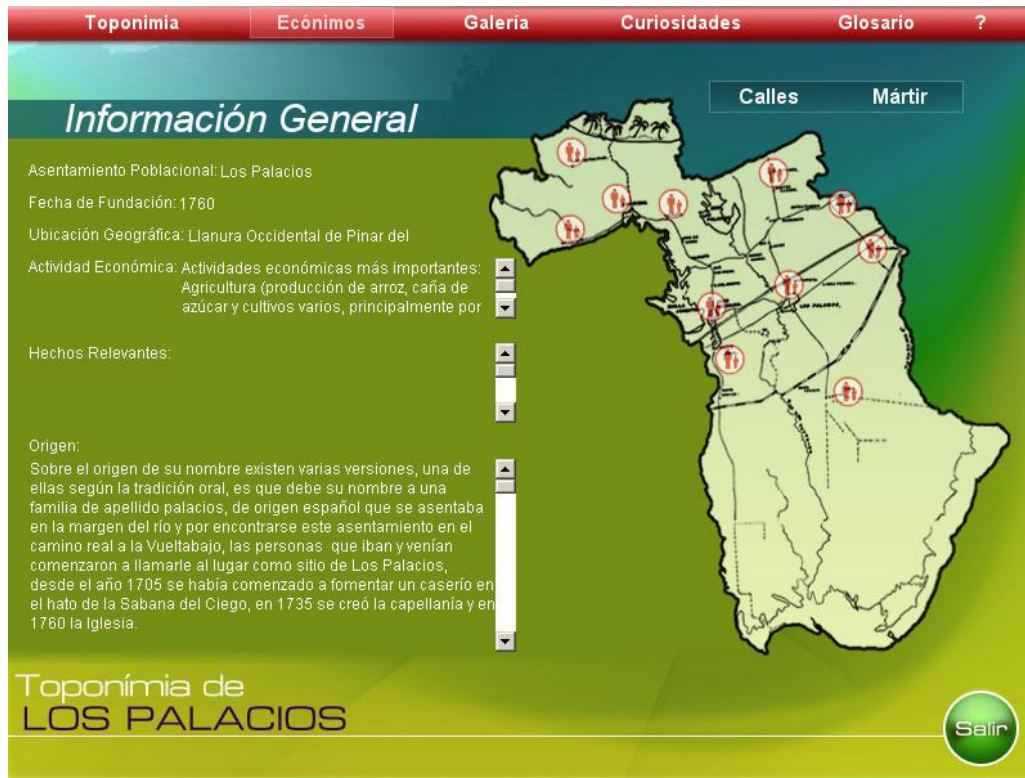 Toponimia Ecónimos Galería Curiosidades Glosario ?
Calles Mártir
Información General
Asentamiento Poblacional: Los Palacios
Fecha de Fundación: 1760
Ubicación Geográfica: Llanura Occidental de Pinar del
Actividad Económica: Actividades económicas más importantes:
Agricultura (producción de arroz, caña de
azúcar y cultivos varios, principalmente por
Hechos Relevantes:
Origen:
Sobre el origen de su nombre existen varias versiones, una de
ellas según la tradición oral, es que debe su nombre a una
familia de apellido palacios, de origen español que se asentaba
en la margen del río y por encontrarse este asentamiento en el
camino real a la Vueltabajo, las personas que iban y venían
comenzaron a llamarle al lugar como sitio de Los Palacios,
desde el año 1705 se había comenzado a fomentar un caserío en
el hato de la Sabana del Ciego, en 1735 se creó la capellanía y en
1760 la Iglesia.
LOS PALACIOS.
Toponímia de
LOS PALACIOS
Salir